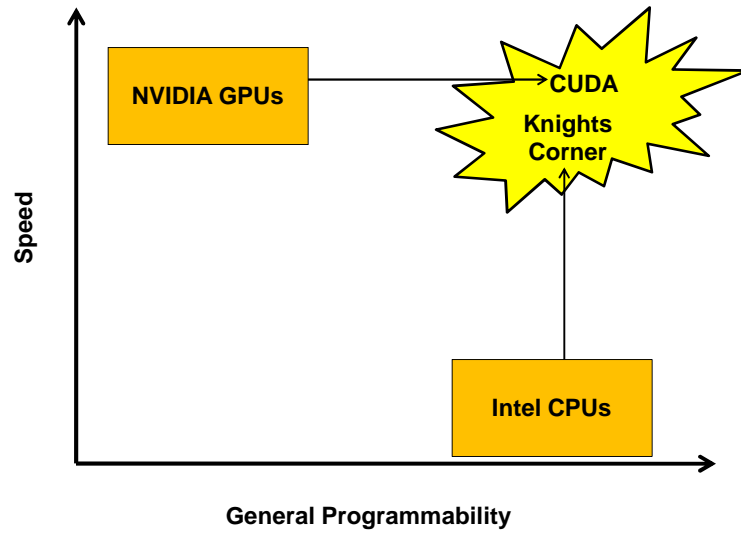 NVIDIA GPUs
CUDA
Knights
Corner
Speed
Intel CPUs
General Programmability